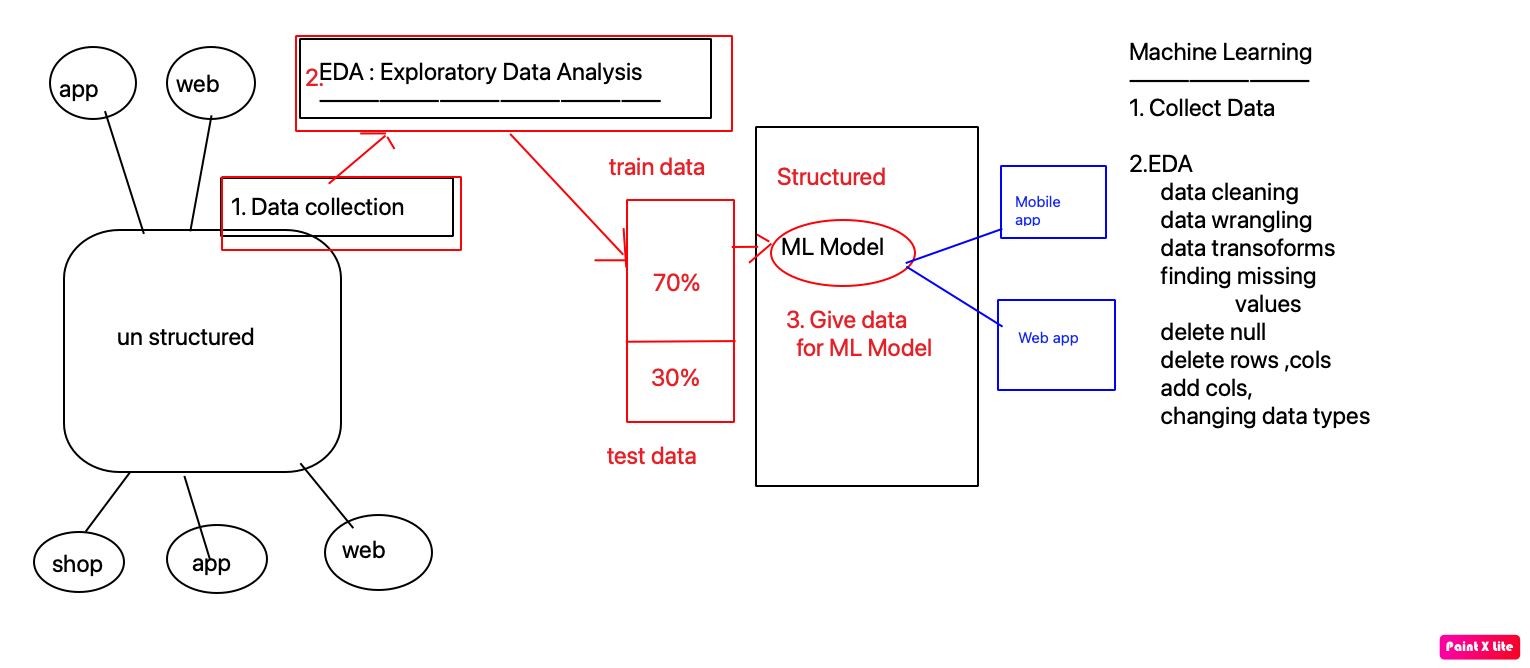 app
web
2.
EDA : Exploratory Data Analysis
1. Data collection
un structured
shop
app
web
train data
70%
30%
test data
Structured
ML Model
3. Give data
for ML Model
Mobile
app
Web app
Machine Learning
1. Collect Data
2.EDA
data cleaning
data wrangling
data transoforms
finding missing
values
delete null
delete rows ,cols
add cols,
changing data types
Paint X Lite